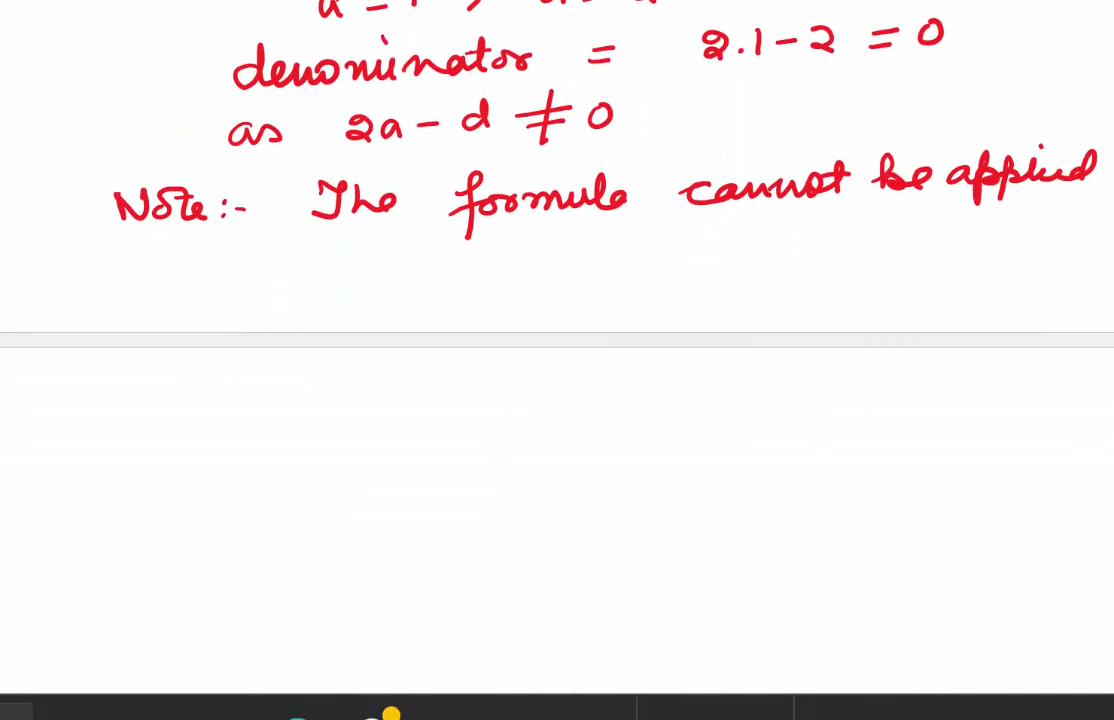 denominator = 2.1-2 = 0
as 2a - d ≠ 0
Note :- The formula cannot be applied